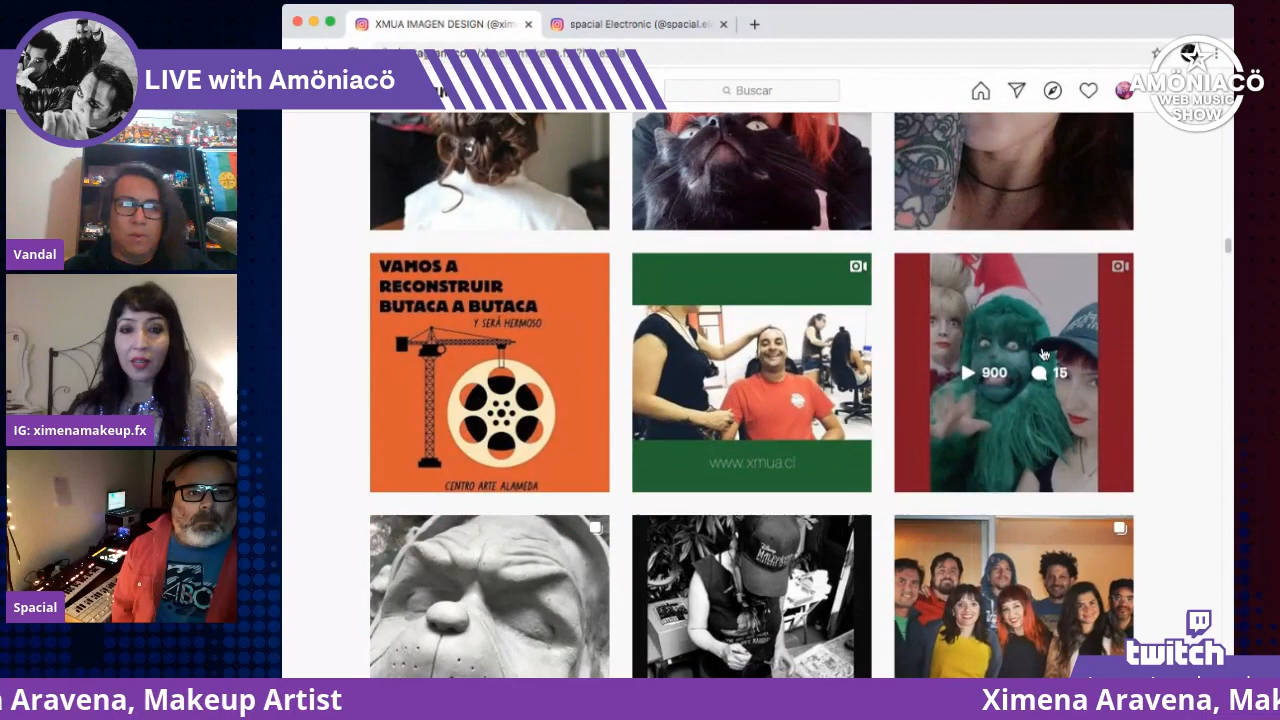 XMUA IMAGEN DESIGN (@xim
spacial Electronic (@spacial.el
LIVE with Amöniacö
Buscar
AMÖNIACÖ
WEB MUSIC
SHOW
Vandal
IG: ximenamakeup.fx
Spacial
VAMOS A
RECONSTRUIR
BUTACA A BUTACA
Y SERÁ HERMOSO
CENTRO ARTE ALAMEDA
www.xmua.cl
900
15
twitch
Aravena, Makeup Artist
Ximena Aravena, Mak